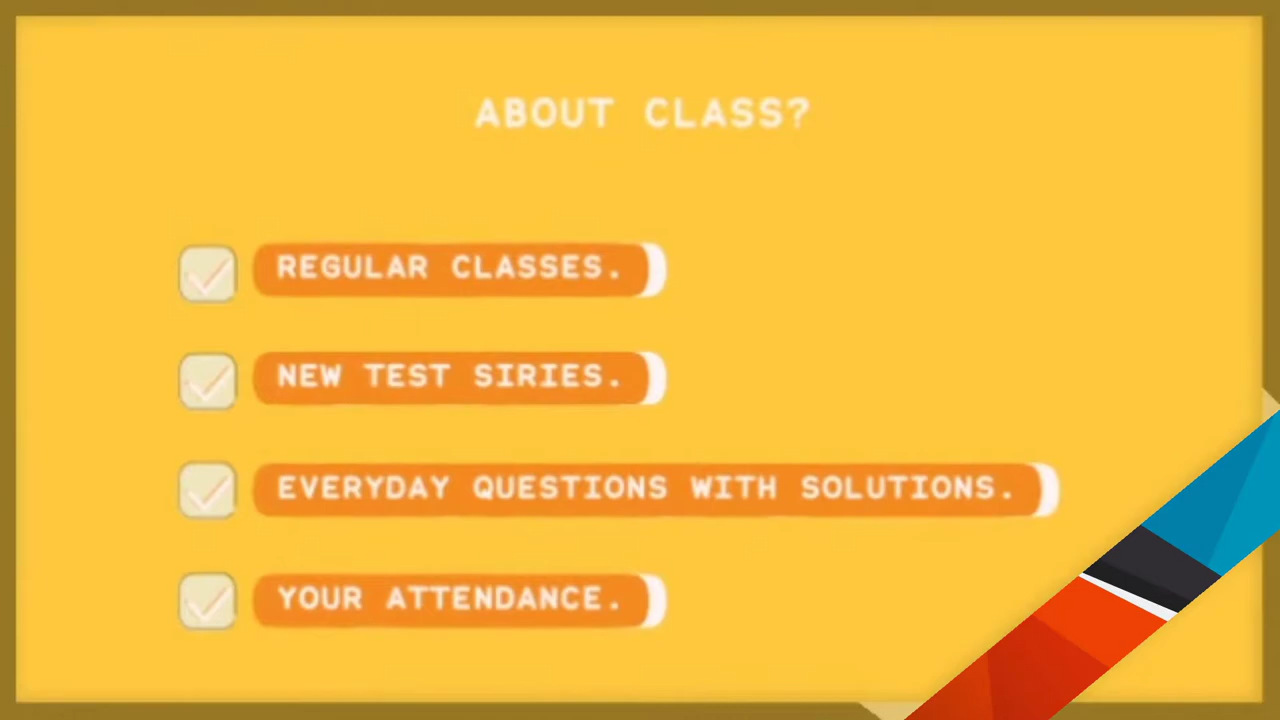 ABOUT CLASS?
REGULAR CLASSES.
NEW TEST SIRIES.
EVERYDAY QUESTIONS WITH SOLUTIONS.
YOUR ATTENDANCE.